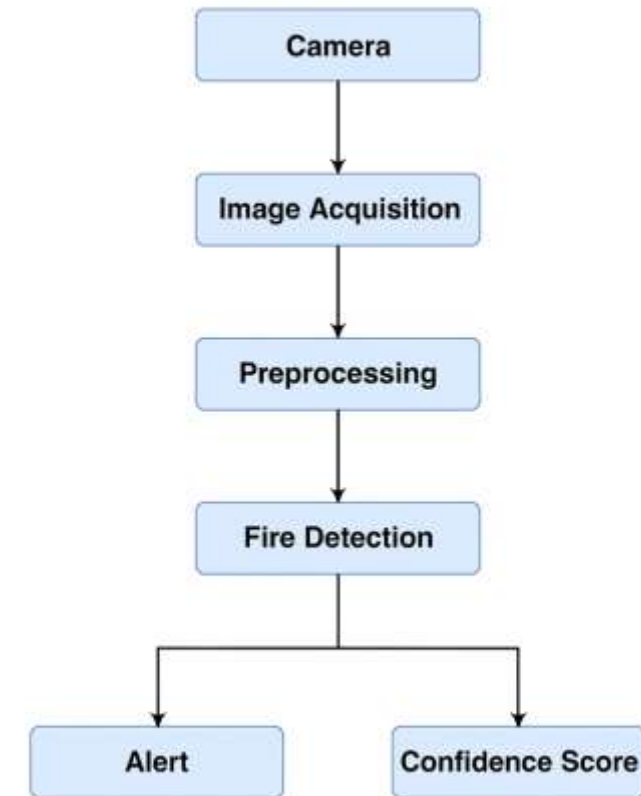 Camera
Image Acquisition
Preprocessing
Fire Detection
Alert
Confidence Score